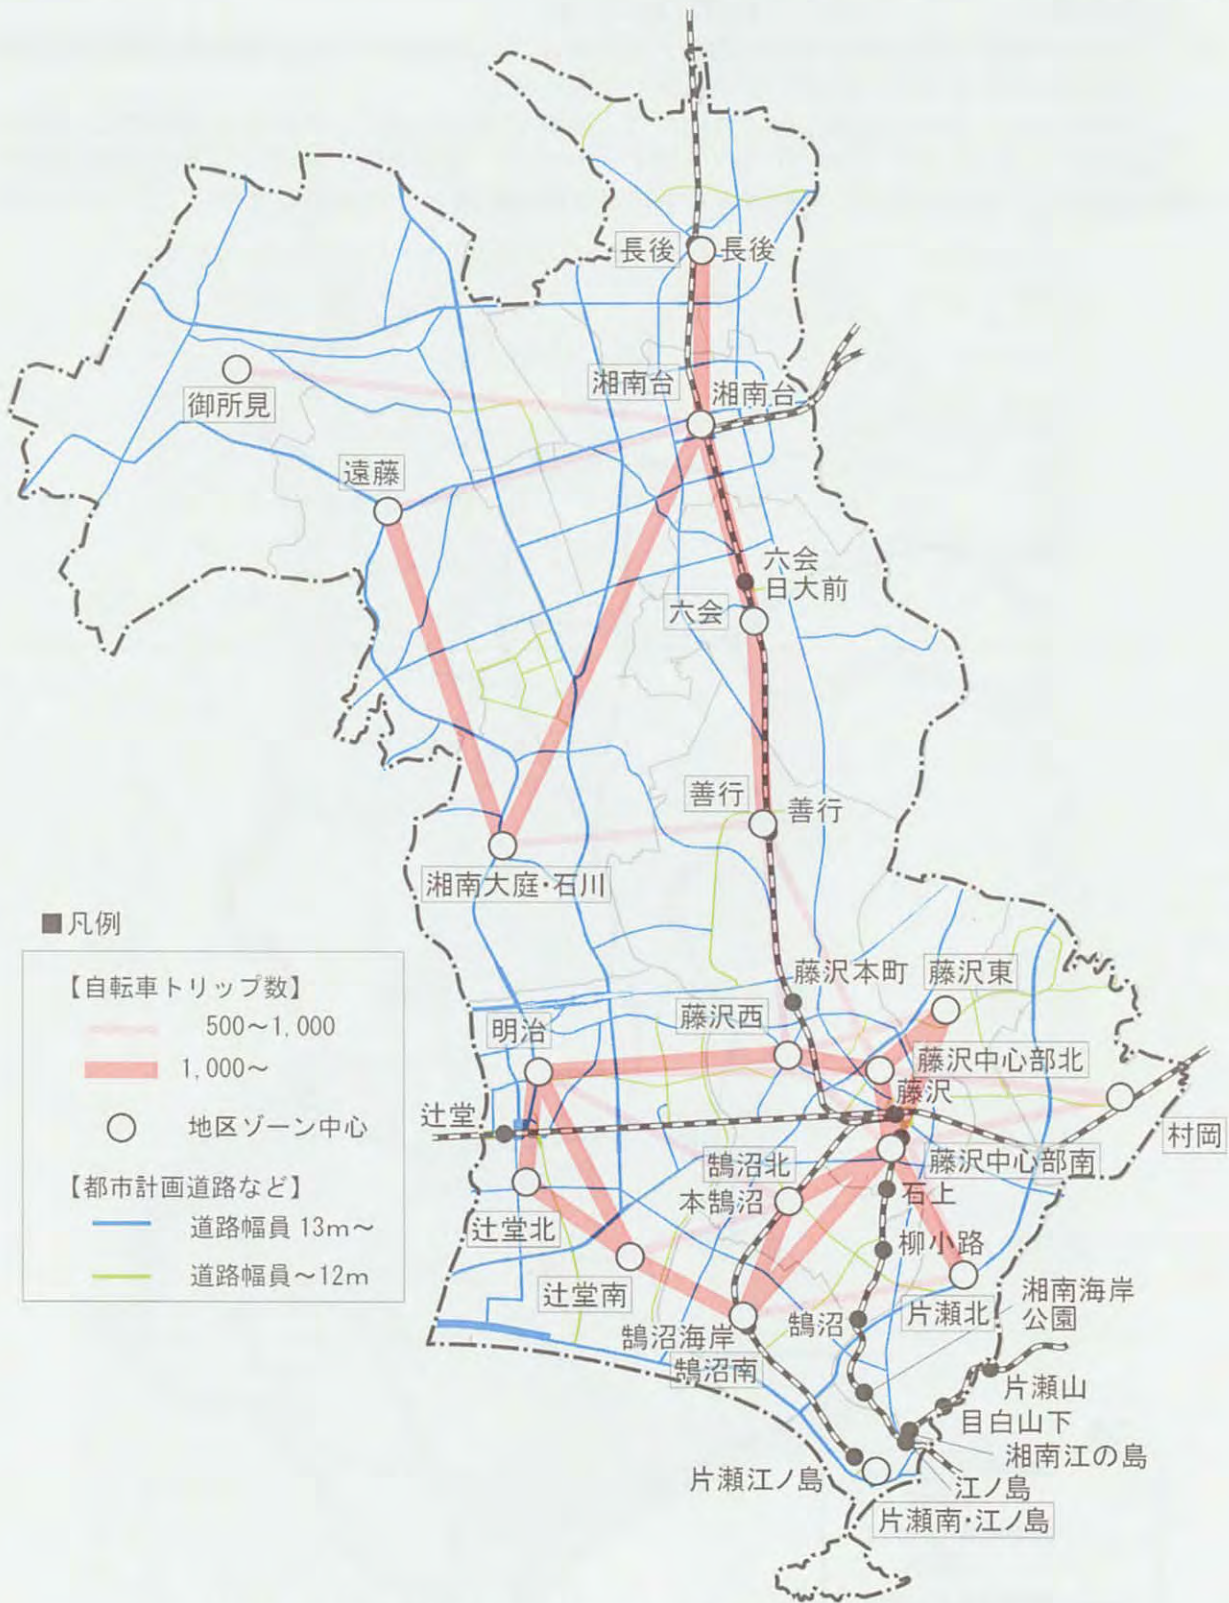 長後
長後
湘南台
湘南台
御所見
遠藤
六会
日大前
六会
善行
善行
湘南大庭・石川
■凡例
【自転車トリップ数】
500～1,000
1,000～
地区ゾーン中心
【都市計画道路など】
道路幅員 13m～
道路幅員～12m
藤沢本町
藤沢東
藤沢西
明治
藤沢中心部北
藤沢
辻堂
村岡
鵠沼北
藤沢中心部南
本鵠沼
石上
辻堂北
柳小路
辻堂南
湘南海岸
公園
片瀬北
鵠沼
鵠沼海岸
鵠沼南
片瀬山
目白山下
湘南江の島
片瀬江ノ島
江ノ島
片瀬南・江ノ島